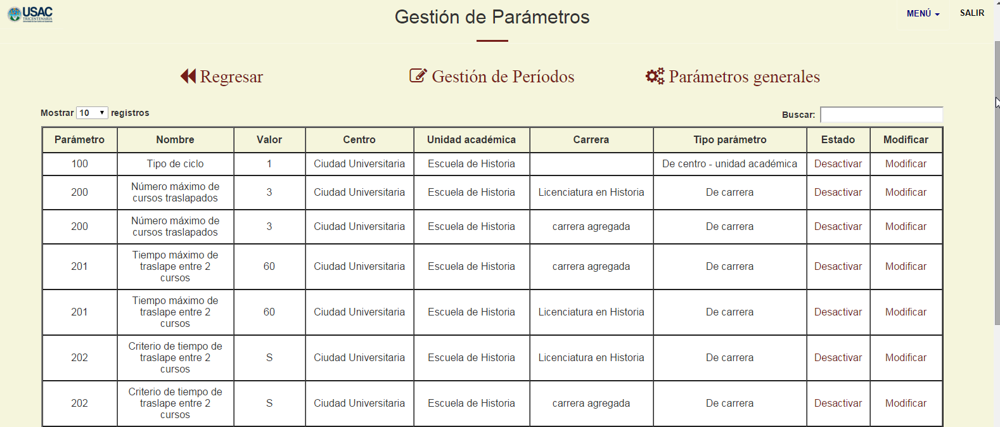 USAC
TRICENTENARIA
Gestión de Parámetros
MENÚ
SALIR
Regresar
Gestión de Períodos
Parámetros generales
Mostrar 10 registros
Buscar:
Parámetro Nombre Valor Centro Unidad académica Carrera Tipo parámetro Estado Modificar
100 Tipo de ciclo 1 Ciudad Universitaria Escuela de Historia De centro - unidad académica Desactivar Modificar
Número máximo de
200 cursos traslapados 3 Ciudad Universitaria Escuela de Historia Licenciatura en Historia De carrera Desactivar Modificar
Número máximo de
200 cursos traslapados 3 Ciudad Universitaria Escuela de Historia carrera agregada De carrera Desactivar Modificar
Tiempo máximo de
201 traslape entre 2 60 Ciudad Universitaria Escuela de Historia carrera agregada De carrera Desactivar Modificar
cursos
Tiempo máximo de
201 traslape entre 2 60 Ciudad Universitaria Escuela de Historia Licenciatura en Historia De carrera Desactivar Modificar
cursos
Criterio de tiempo de
202 traslape entre 2 S Ciudad Universitaria Escuela de Historia Licenciatura en Historia De carrera Desactivar Modificar
cursos
Criterio de tiempo de
202 traslape entre 2 S Ciudad Universitaria Escuela de Historia carrera agregada De carrera Desactivar Modificar
cursos